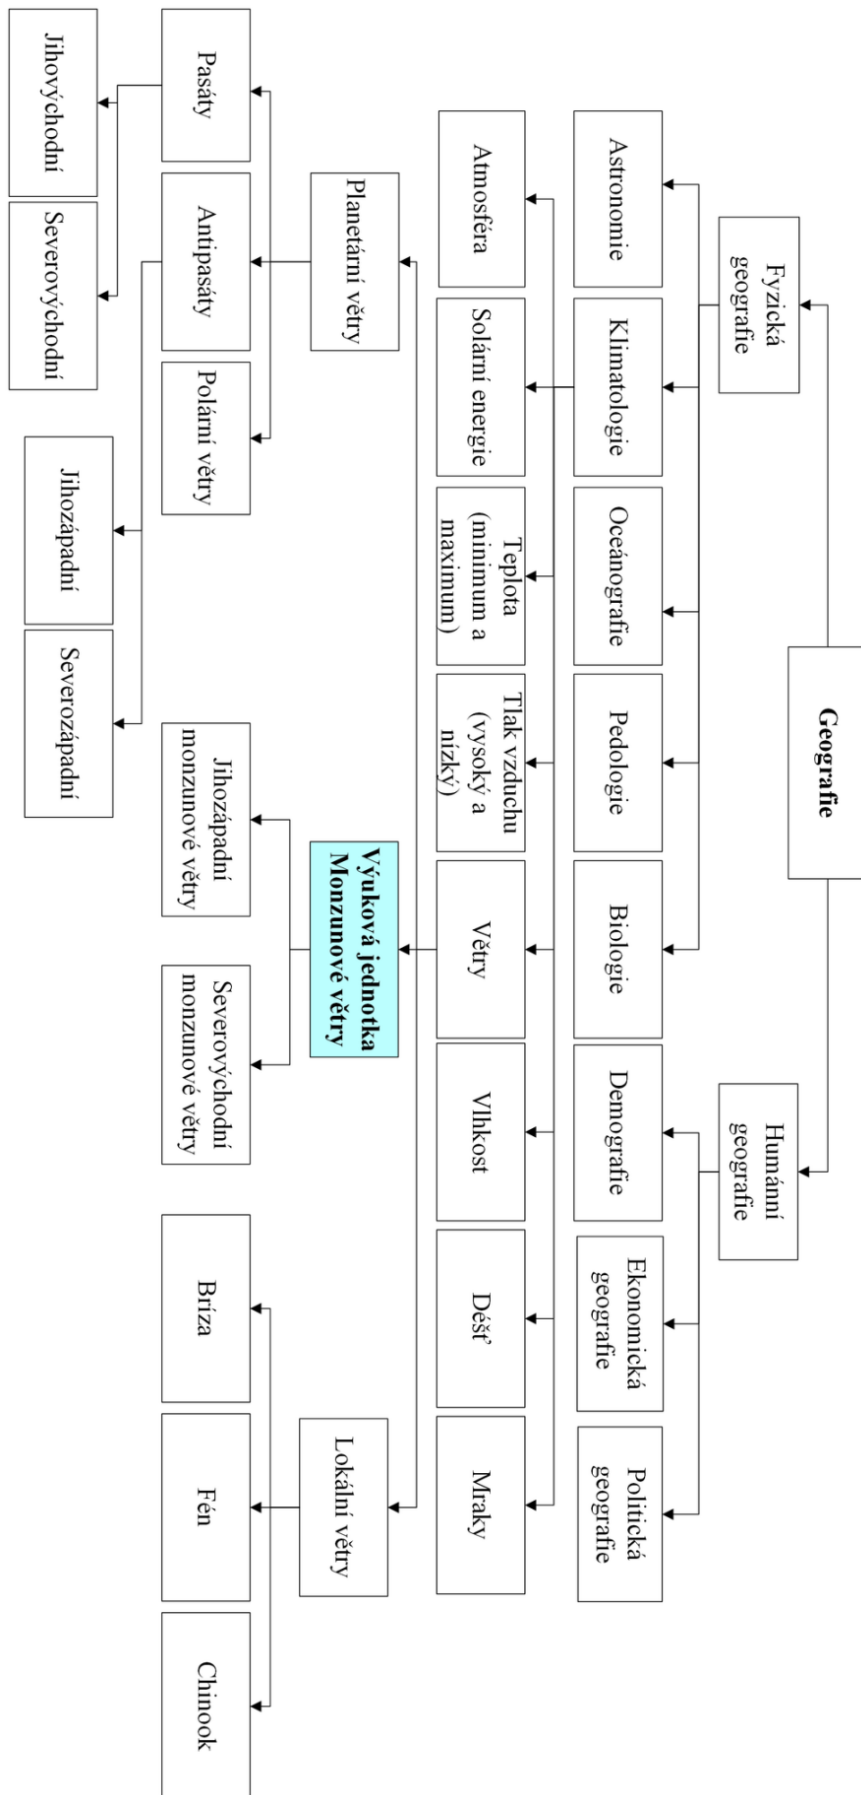 Geografie
Fyzická
geografie
Humánní
geografie
Astronomie
Klimatologie
Oceánografie
Pedologie
Biologie
Demografie
Ekonomická
geografie
Politická
geografie
Atmosféra
Solární energie
Teplota
(minimum a
maximum)
Tlak vzduchu
(vysoký a
nízký)
Větry
Vlhkost
Déšť
Mraky
Planetární větry
Výuková jednotka
Monzunové větry
Lokální větry
Pasáty
Antipasáty
Polární větry
Jihozápadní
monzunové větry
Severovýchodní
monzunové větry
Bríza
Fén
Chinook
Jihovýchodní
Severovýchodní
Jihozápadní
Severozápadní